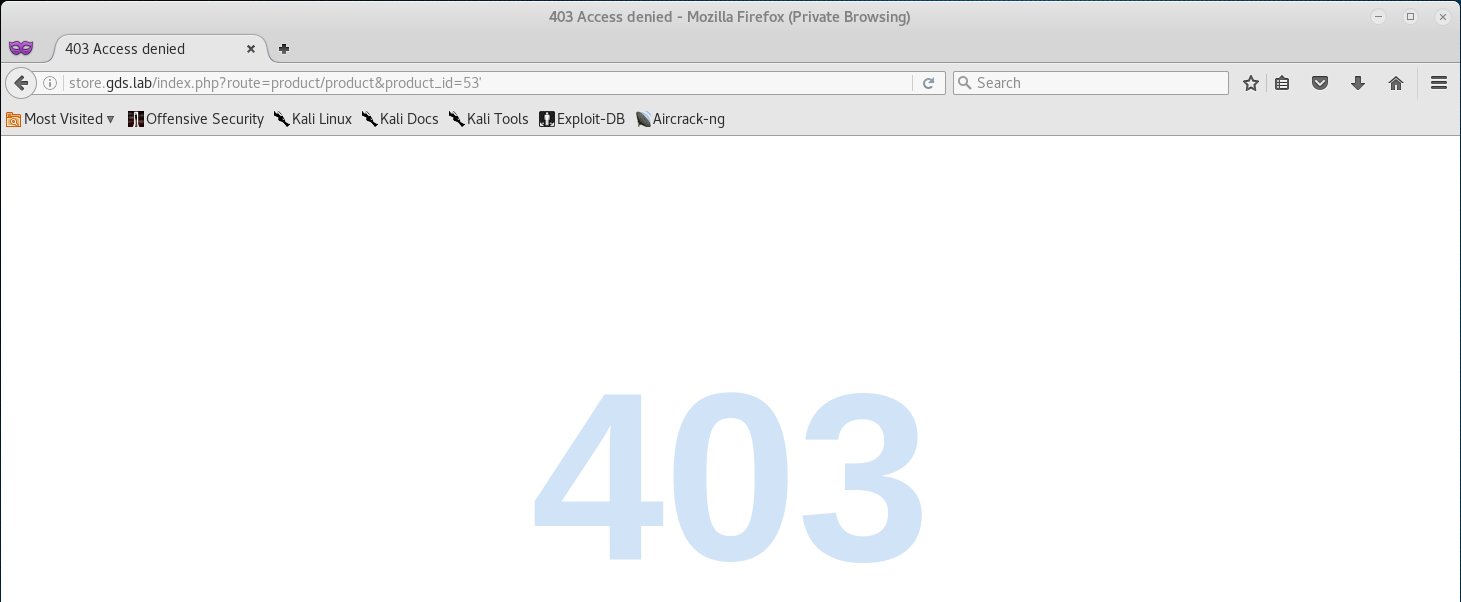 403 Access denied - Mozilla Firefox (Private Browsing)
403 Access denied
store.gds.lab/index.php?route=product/product&product_id=53'
Search
Most Visited Offensive Security Kali Linux Kali Docs Kali Tools Exploit-DB Aircrack-ng
403